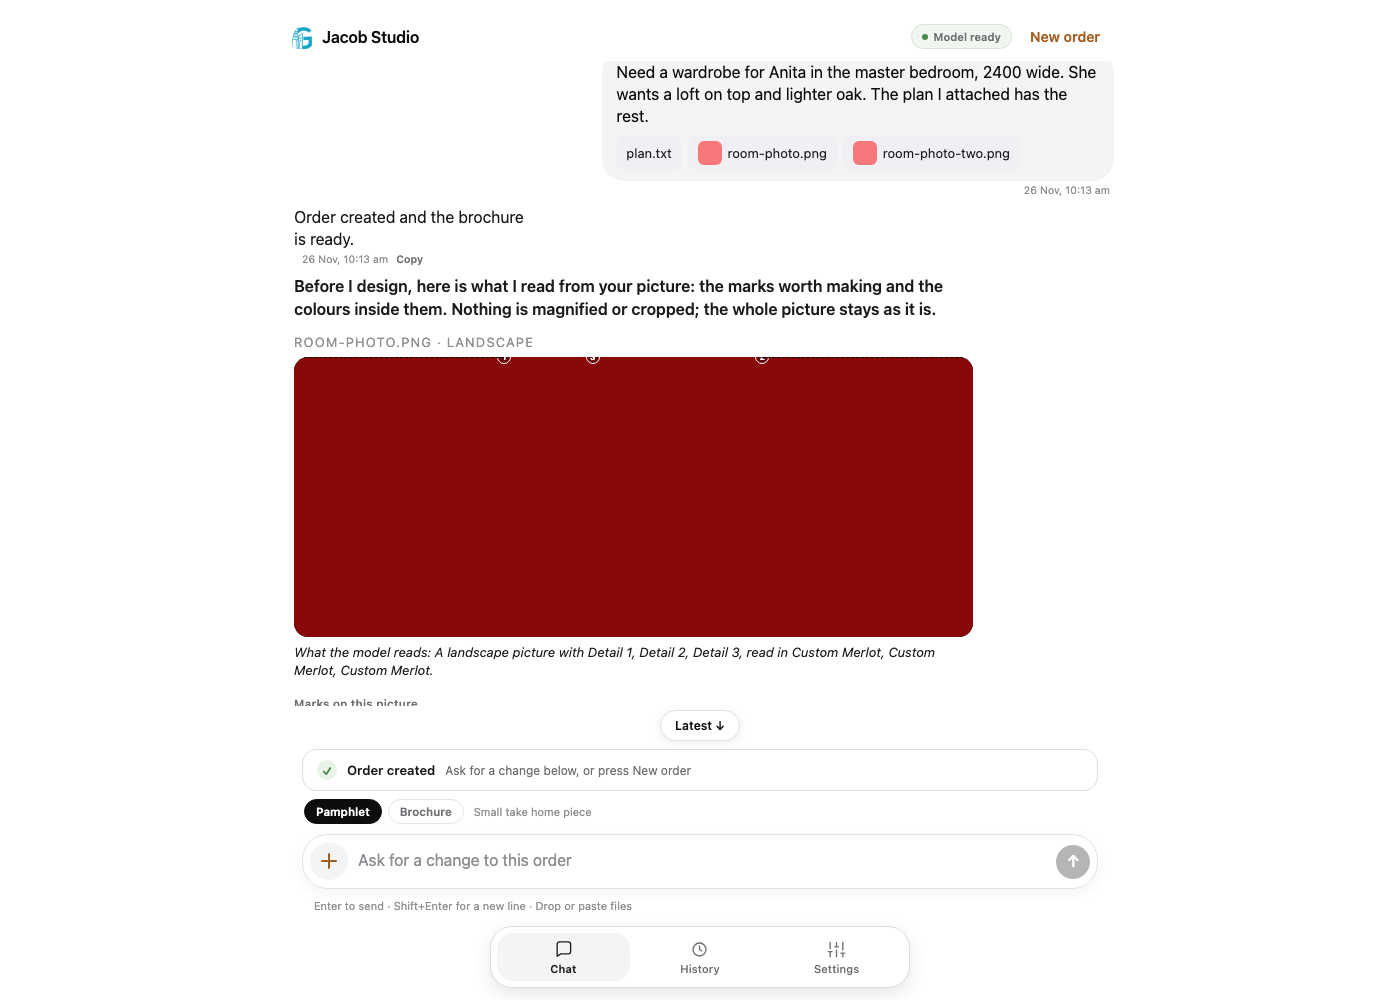 Jacob Studio
Model ready
New order
Need a wardrobe for Anita in the master bedroom, 2400 wide. She
wants a loft on top and lighter oak. The plan I attached has the
rest.
plan.txt
room-photo.png
room-photo-two.png
26 Nov, 10:13 am
Order created and the brochure
is ready.
26 Nov, 10:13 am Copy
Before I design, here is what I read from your picture: the marks worth making and the
colours inside them. Nothing is magnified or cropped; the whole picture stays as it is.
ROOM-PHOTO.PNG · LANDSCAPE
What the model reads: A landscape picture with Detail 1, Detail 2, Detail 3, read in Custom Merlot, Custom
Merlot, Custom Merlot.
Marks on this picture
Latest ↓
Order created Ask for a change below, or press New order
Pamphlet
Brochure
Small take home piece
Ask for a change to this order
Enter to send · Shift+Enter for a new line · Drop or paste files
Chat
History
Settings